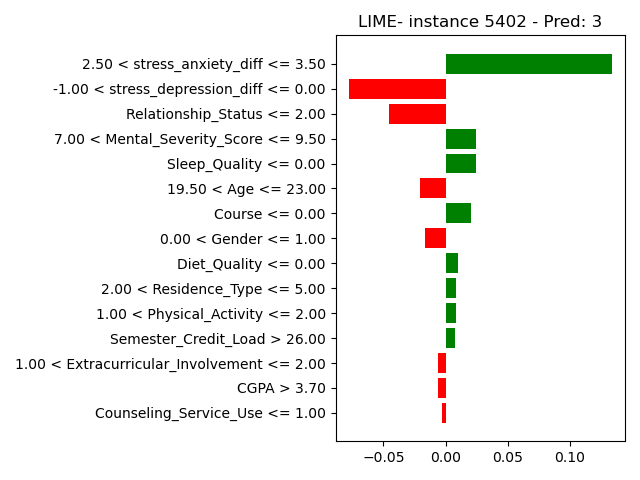 LIME- instance 5402 - Pred: 3
2.50 < stress_anxiety_diff <= 3.50
-1.00 < stress_depression_diff <= 0.00
Relationship_Status <= 2.00
7.00 < Mental_Severity_Score <= 9.50
Sleep_Quality <= 0.00
19.50 < Age <= 23.00
Course <= 0.00
0.00 < Gender <= 1.00
Diet_Quality <= 0.00
2.00 < Residence_Type <= 5.00
1.00 < Physical_Activity <= 2.00
Semester_Credit_Load > 26.00
1.00 < Extracurricular_Involvement <= 2.00
CGPA > 3.70
Counseling_Service_Use <= 1.00
−0.05 0.00 0.05 0.10